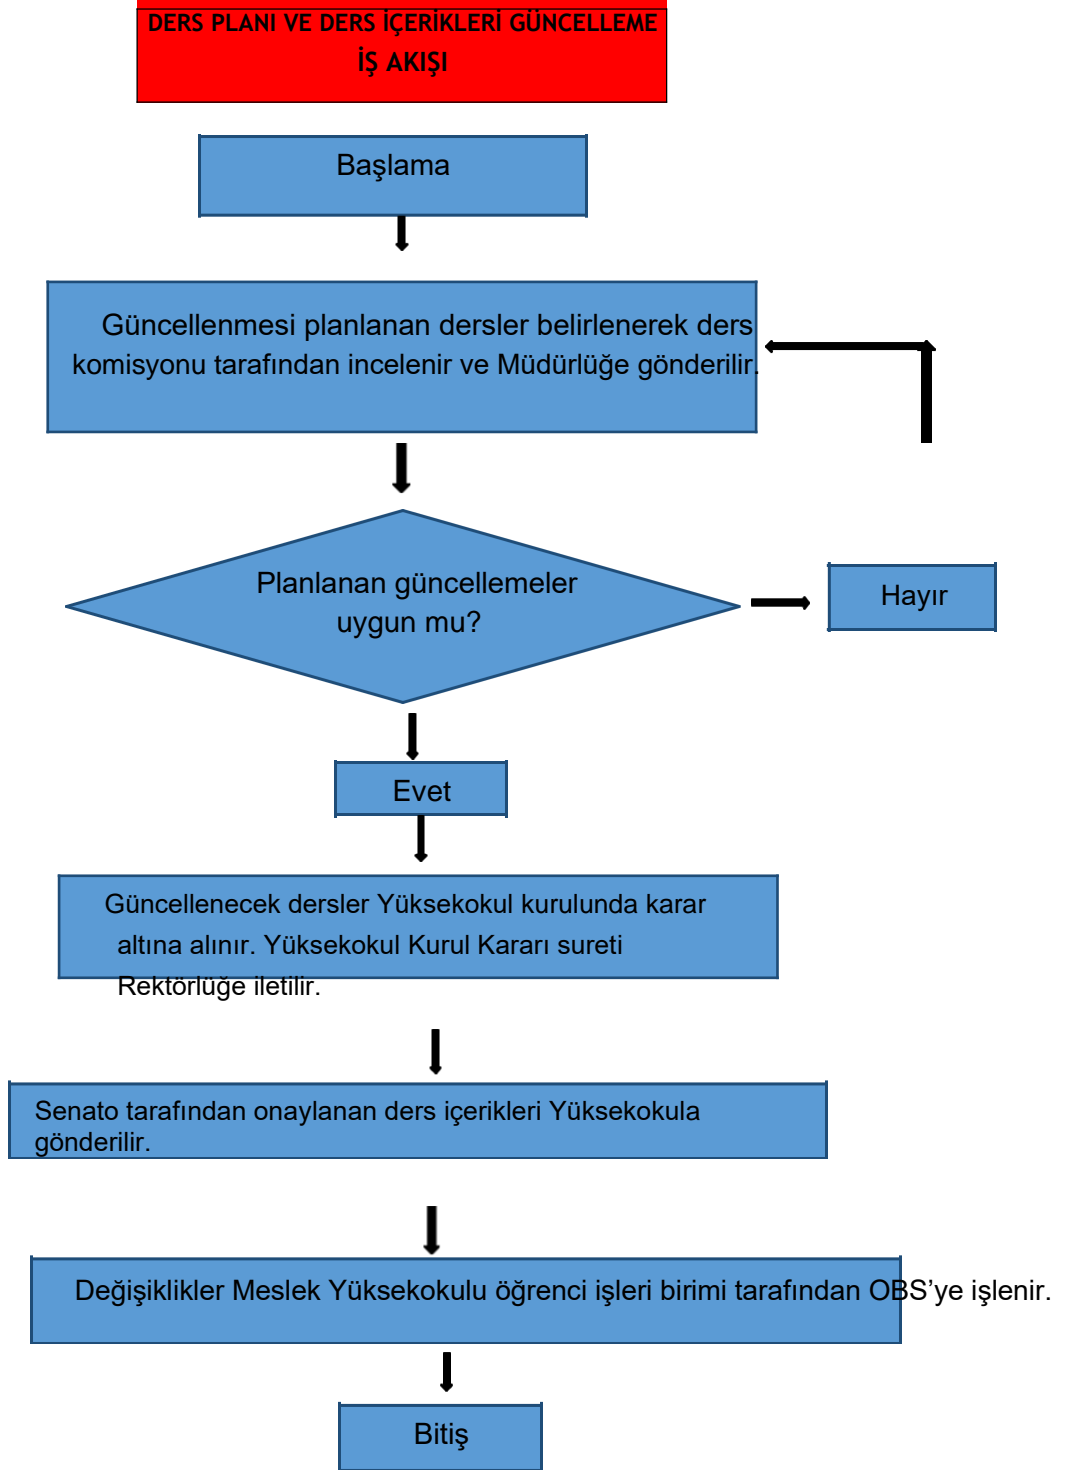 DERS PLANI VE DERS İÇERİKLERİ GÜNCELLEME
İŞ AKIŞI
Başlama
Güncellenmesi planlanan dersler belirlenerek ders
komisyonu tarafından incelenir ve Müdürlüğe gönderilir.
Planlanan güncellemeler
uygun mu?
Hayır
Evet
Güncellenecek dersler Yüksekokul kurulunda karar
altına alınır. Yüksekokul Kurul Kararı sureti
Rektörlüğe iletilir.
Senato tarafından onaylanan ders içerikleri Yüksekokula
gönderilir.
Değişiklikler Meslek Yüksekokulu öğrenci işleri birimi tarafından OBS’ye işlenir.
Bitiş